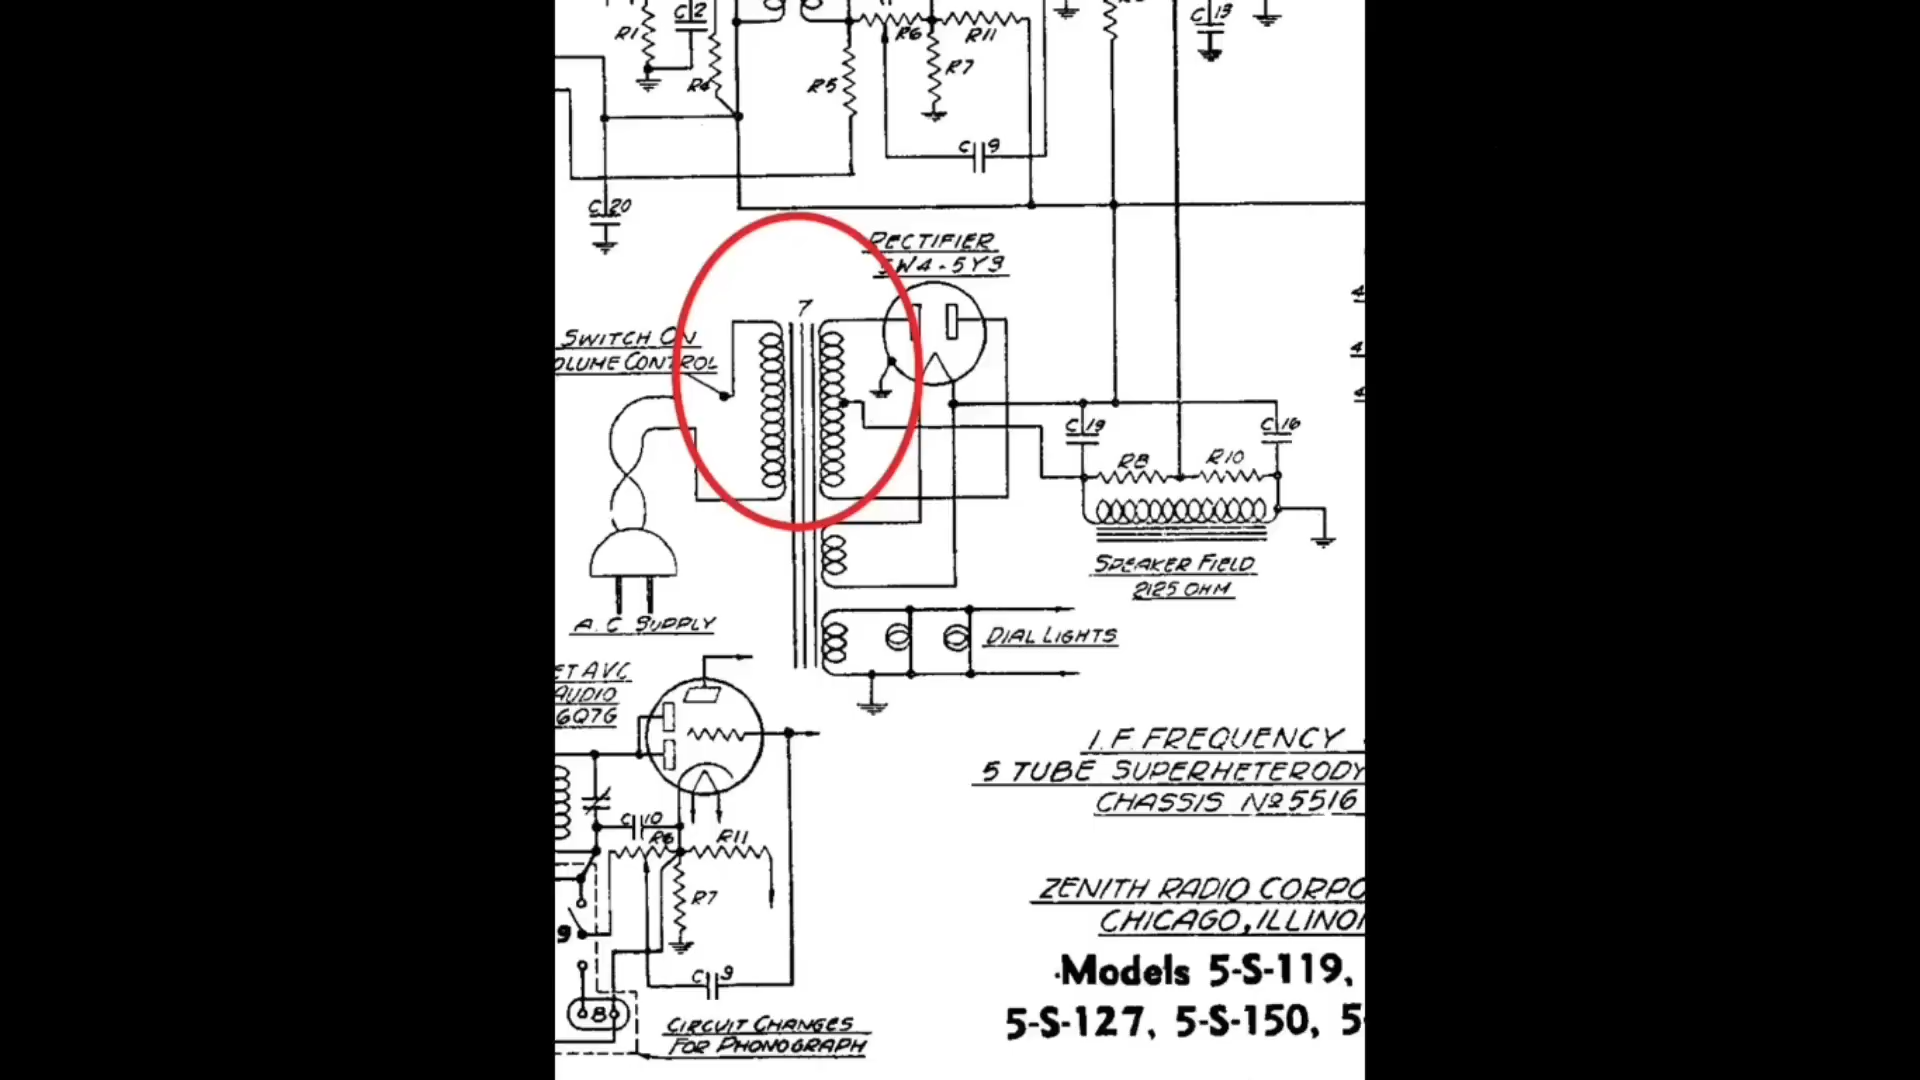 C2
C13
R1
R6
R11
R4
R5
R7
C9
C20
RECTIFIER
5W4-5Y3
7
SWITCH ON
OLUME CONTROL
C19
C16
R8
R10
SPEAKER FIELD
2125 OHM
A.C SUPPLY
DIAL LIGHTS
ET AVC
AUDIO
6Q7G
I.F. FREQUENCY
5 TUBE SUPERHETERODY
CHASSIS No 5516
C10
R6
R11
R7
ZENITH RADIO CORPO
CHICAGO, ILLINOI
9
C9
Models 5-S-119,
8
5-S-127, 5-S-150, 5-
CIRCUIT CHANGES
FOR PHONOGRAPH